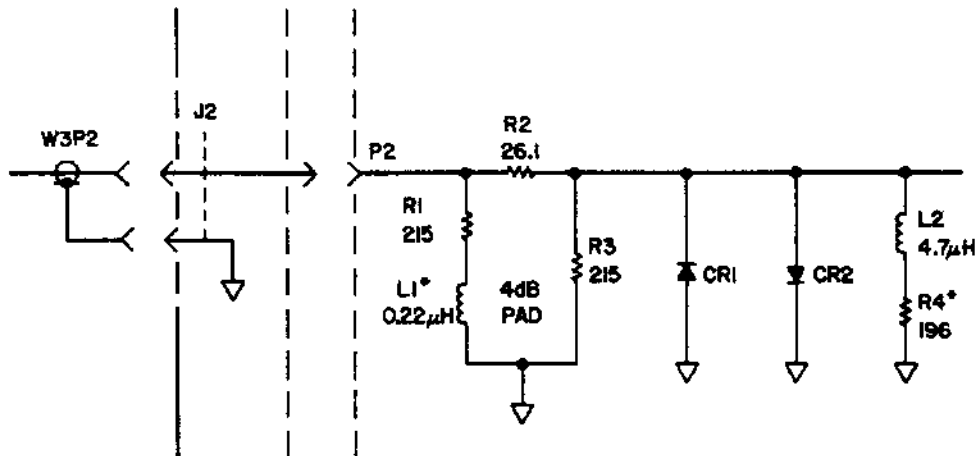 W3P2
J2
P2
R2
26.1
R1
215
L1*
0.22μH
4dB
PAD
R3
215
CR1
CR2
L2
4.7μH
R4*
196